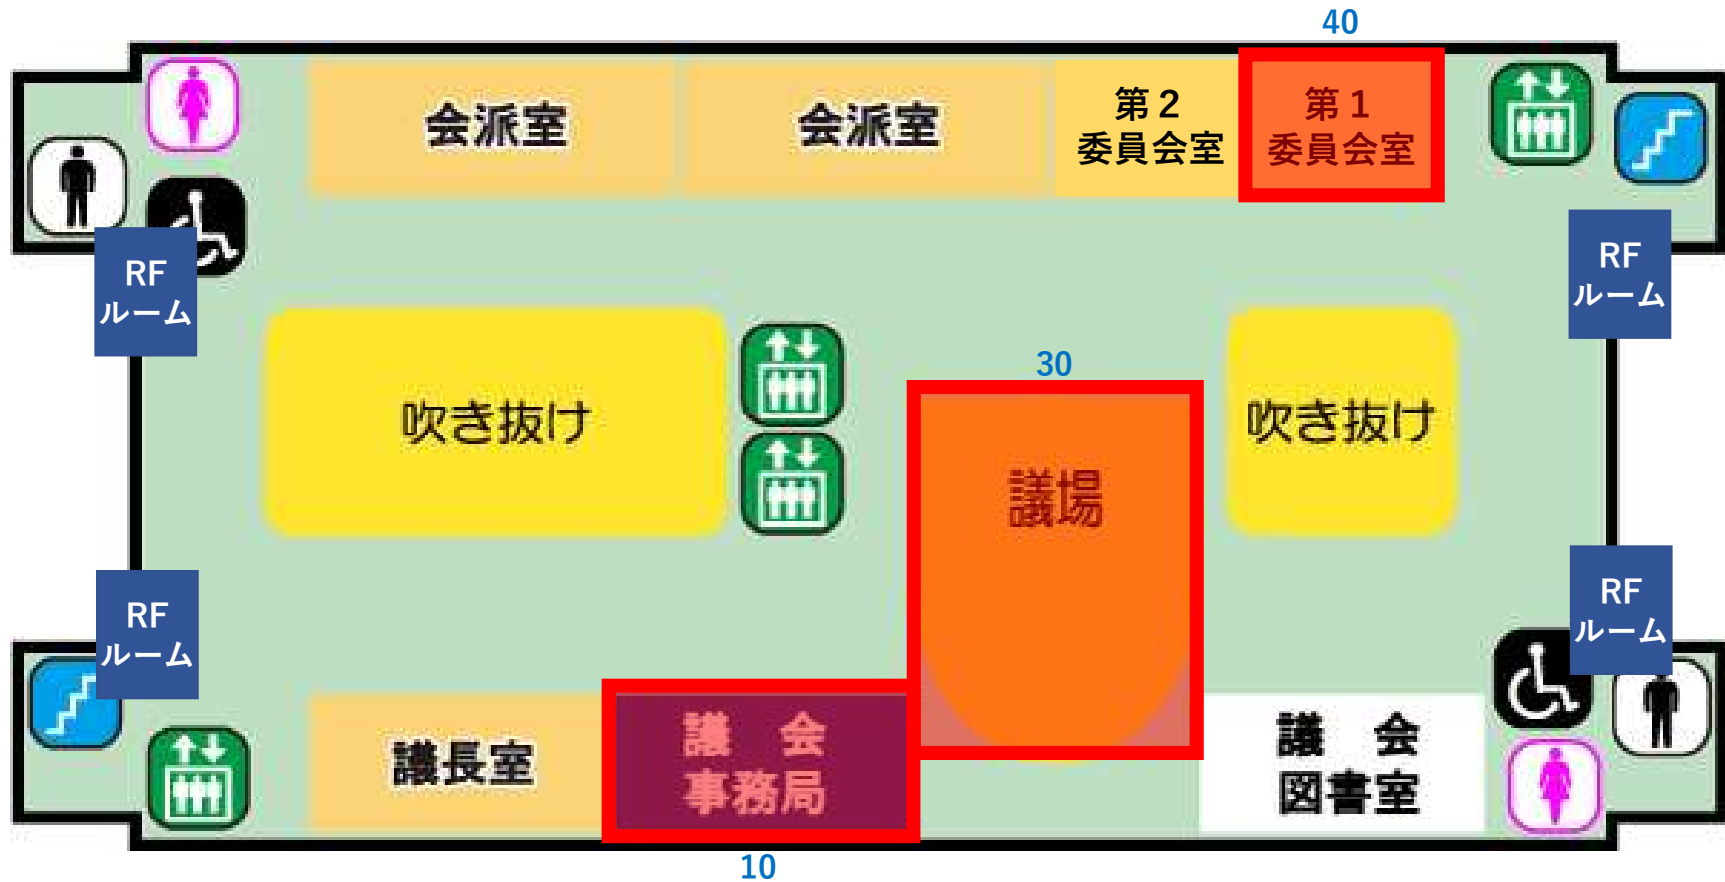 40
会派室
会派室
第２
委員会室
第１
委員会室
RF
ルーム
RF
ルーム
30
吹き抜け
議場
吹き抜け
RF
ルーム
RF
ルーム
議長室
議　会
事務局
議　会
図書室
10